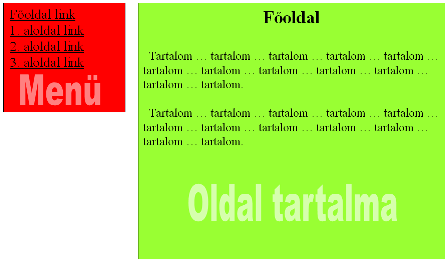 Főoldal link
1. aloldal link
2. aloldal link
3. aloldal link
Menü
Főoldal
Tartalom … tartalom … tartalom … tartalom … tartalom …
tartalom … tartalom … tartalom … tartalom … tartalom …
tartalom … tartalom.
Tartalom … tartalom … tartalom … tartalom … tartalom …
tartalom … tartalom … tartalom … tartalom … tartalom …
tartalom … tartalom.
Oldal tartalma